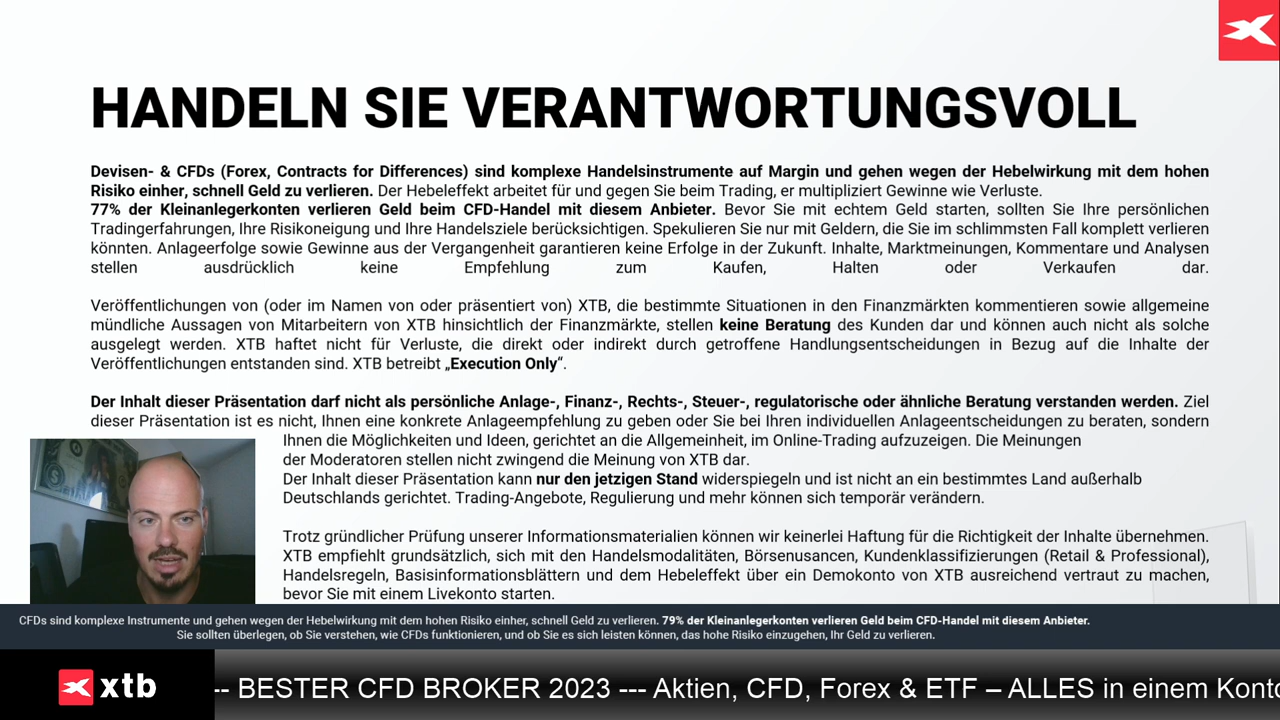 HANDELN SIE VERANTWORTUNGSVOLL
Devisen- & CFDs (Forex, Contracts for Differences) sind komplexe Handelsinstrumente auf Margin und gehen wegen der Hebelwirkung mit dem hohen
Risiko einher, schnell Geld zu verlieren. Der Hebeleffekt arbeitet für und gegen Sie beim Trading, er multipliziert Gewinne wie Verluste.
77% der Kleinanlegerkonten verlieren Geld beim CFD-Handel mit diesem Anbieter. Bevor Sie mit echtem Geld starten, sollten Sie Ihre persönlichen
Tradingerfahrungen, Ihre Risikoneigung und Ihre Handelsziele berücksichtigen. Spekulieren Sie nur mit Geldern, die Sie im schlimmsten Fall komplett verlieren
könnten. Anlageerfolge sowie Gewinne aus der Vergangenheit garantieren keine Erfolge in der Zukunft. Inhalte, Marktmeinungen, Kommentare und Analysen
stellen ausdrücklich keine Empfehlung zum Kaufen, Halten oder Verkaufen dar.
Veröffentlichungen von (oder im Namen von oder präsentiert von) XTB, die bestimmte Situationen in den Finanzmärkten kommentieren sowie allgemeine
mündliche Aussagen von Mitarbeitern von XTB hinsichtlich der Finanzmärkte, stellen keine Beratung des Kunden dar und können auch nicht als solche
ausgelegt werden. XTB haftet nicht für Verluste, die direkt oder indirekt durch getroffene Handlungsentscheidungen in Bezug auf die Inhalte der
Veröffentlichungen entstanden sind. XTB betreibt „Execution Only“.
Der Inhalt dieser Präsentation darf nicht als persönliche Anlage-, Finanz-, Rechts-, Steuer-, regulatorische oder ähnliche Beratung verstanden werden. Ziel
dieser Präsentation ist es nicht, Ihnen eine konkrete Anlageempfehlung zu geben oder Sie bei Ihren individuellen Anlageentscheidungen zu beraten, sondern
Ihnen die Möglichkeiten und Ideen, gerichtet an die Allgemeinheit, im Online-Trading aufzuzeigen. Die Meinungen
der Moderatoren stellen nicht zwingend die Meinung von XTB dar.
Der Inhalt dieser Präsentation kann nur den jetzigen Stand widerspiegeln und ist nicht an ein bestimmtes Land außerhalb
Deutschlands gerichtet. Trading-Angebote, Regulierung und mehr können sich temporär verändern.
Trotz gründlicher Prüfung unserer Informationsmaterialien können wir keinerlei Haftung für die Richtigkeit der Inhalte übernehmen.
XTB empfiehlt grundsätzlich, sich mit den Handelsmodalitäten, Börsenusancen, Kundenklassifizierungen (Retail & Professional),
Handelsregeln, Basisinformationsblättern und dem Hebeleffekt über ein Demokonto von XTB ausreichend vertraut zu machen,
bevor Sie mit einem Livekonto starten.
CFDs sind komplexe Instrumente und gehen wegen der Hebelwirkung mit dem hohen Risiko einher, schnell Geld zu verlieren. 79% der Kleinanlegerkonten verlieren Geld beim CFD-Handel mit diesem Anbieter.
Sie sollten überlegen, ob Sie verstehen, wie CFDs funktionieren, und ob Sie es sich leisten können, das hohe Risiko einzugehen, Ihr Geld zu verlieren.
xtb -- BESTER CFD BROKER 2023 --- Aktien, CFD, Forex & ETF – ALLES in einem Konto